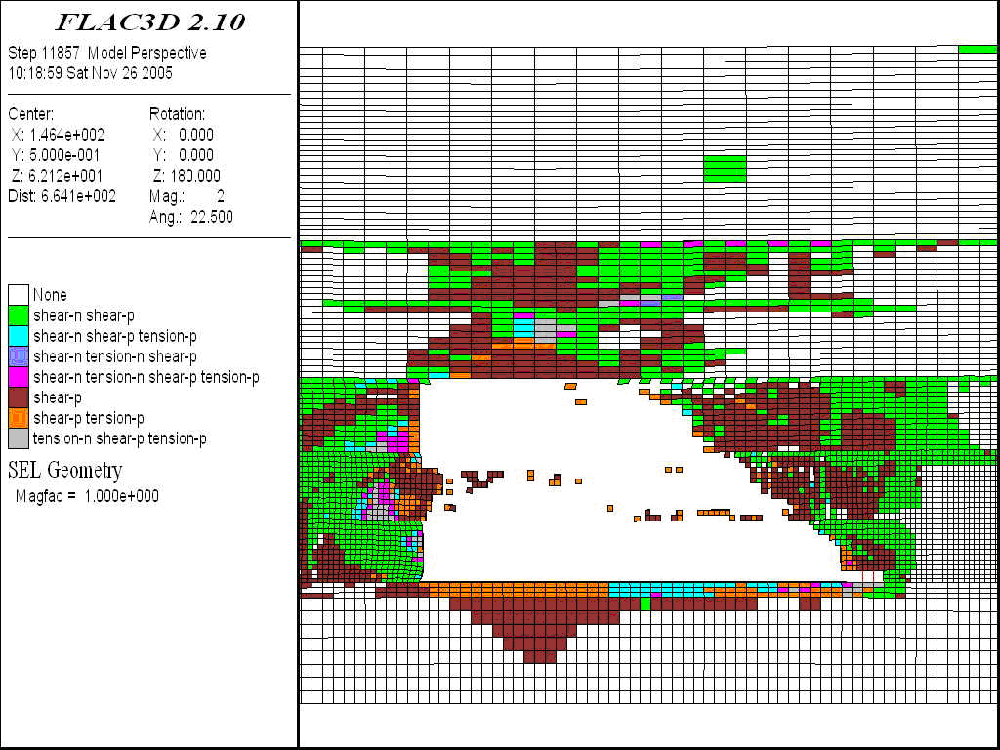 FLAC3D 2.10
Step 11857  Model Perspective
10:18:59 Sat Nov 26 2005
Center:
X: 1.464e+002
Y: 5.000e-001
Z: 6.212e+001
Dist: 6.641e+002
Rotation:
X:   0.000
Y:   0.000
Z: 180.000
Mag.:       2
Ang.:  22.500
None
shear-n shear-p
shear-n shear-p tension-p
shear-n tension-n shear-p
shear-n tension-n shear-p tension-p
shear-p
shear-p tension-p
tension-n shear-p tension-p
SEL Geometry
Magfac =  1.000e+000